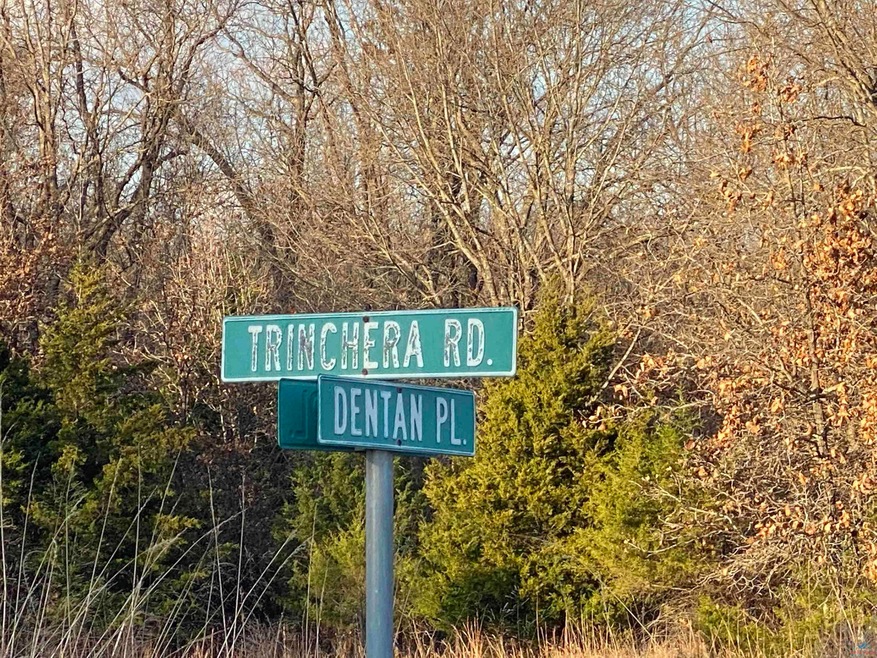 TRINCHERA RD.
DENTAN PL.